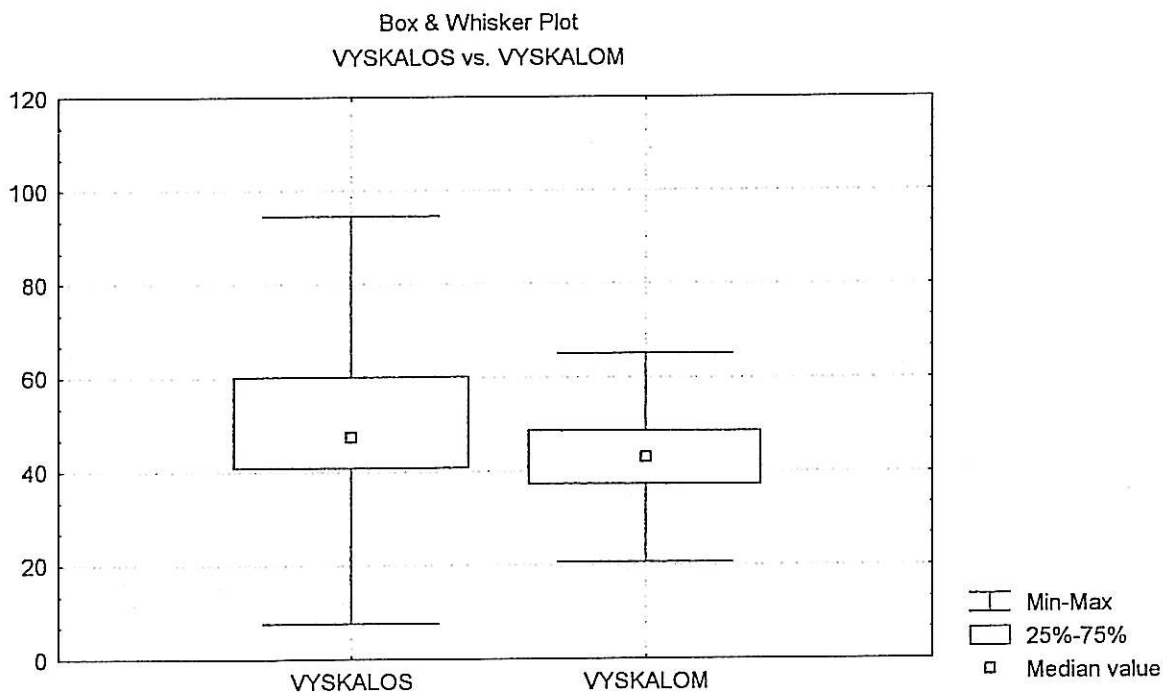 Box & Whisker Plot
VYSKALOS vs. VYSKALOM
120
100
80
60
40
20
0
VYSKALOS
VYSKALOM
Min-Max
25%-75%
Median value